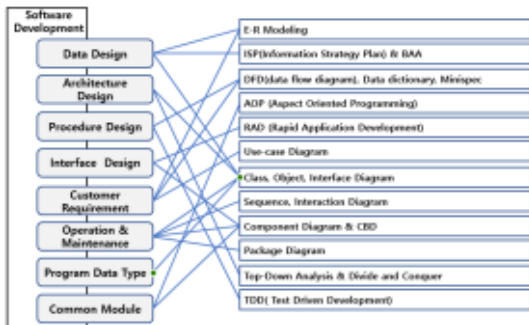 Software
Development
Data Design
Architecture
Design
Procedure Design
Interface Design
Customer
Requirement
Operation &
Maintenance
Program Data Type
Common Module
E-R Modeling
ISP(Information Strategy Plan) & BAA
DFD(data flow diagram), Data dictionary, Minispec
AOP (Aspect Oriented Programming)
RAD (Rapid Application Development)
Use-case Diagram
Class, Object, Interface Diagram
Sequence, Interaction Diagram
Component Diagram & CBD
Package Diagram
Top-Down Analysis & Divide and Conquer
TDD( Test Driven Development)